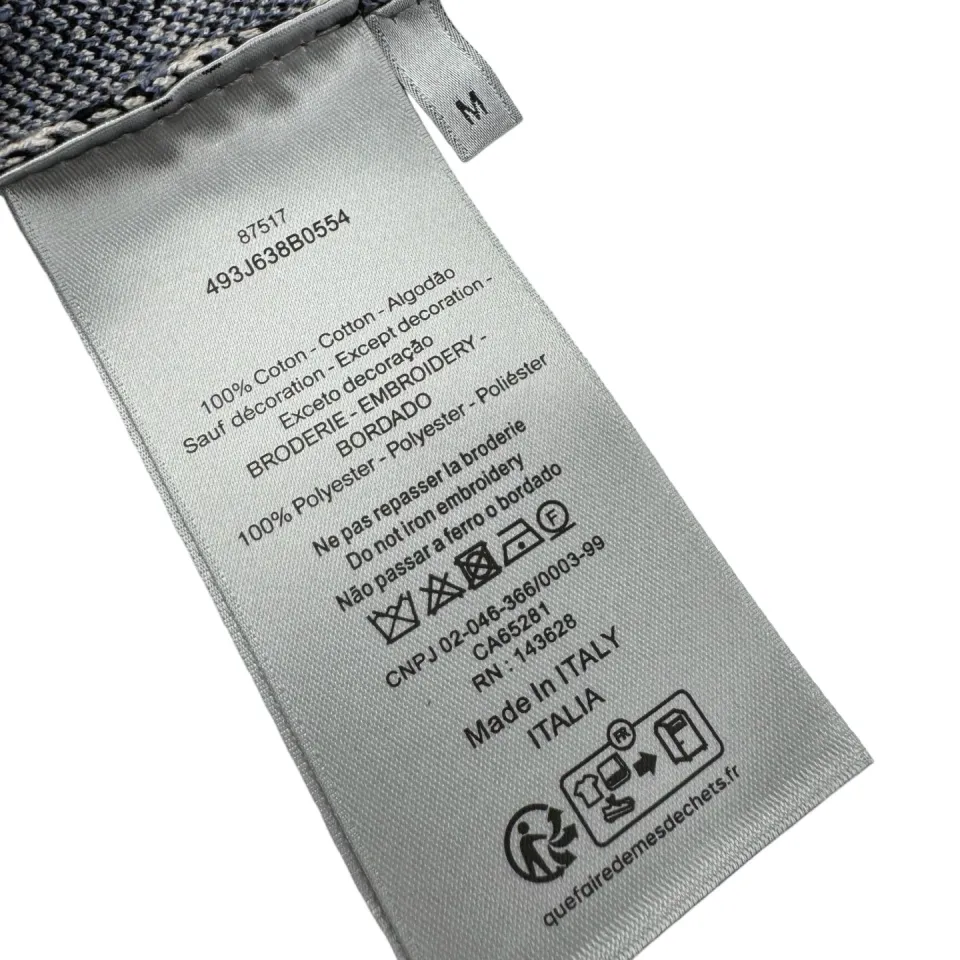 M
87517
493J638B0554
100% Coton - Cotton - Algodão
Sauf décoration - Except decoration -
Exceto decoração
BRODERIE - EMBROIDERY -
BORDADO
100% Polyester - Polyester - Poliéster
Ne pas repasser la broderie
Do not iron embroidery
Não passar a ferro o bordado
F
CNPJ 02-046-366/0003-99
CA65281
RN : 143628
Made In ITALY
ITALIA
FR
quefairedemesdechets.fr